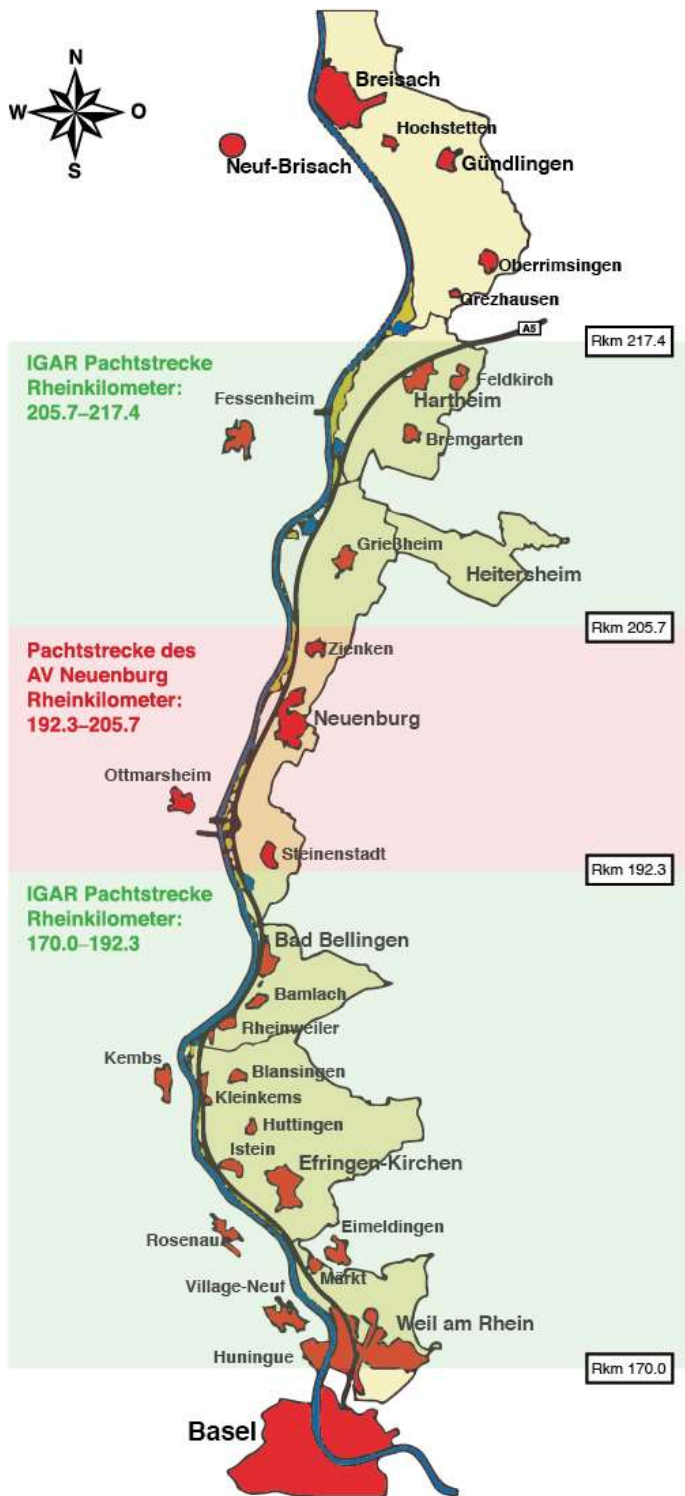 N
W
O
S
Breisach
Hochstetten
Neuf-Brisach
Gündlingen
Oberrimsingen
Grezhausen
A5
Rkm 217.4
IGAR Pachtstrecke
Rheinkilometer:
205.7–217.4
Fessenheim
Feldkirch
Hartheim
Bremgarten
Grießheim
Heitersheim
Rkm 205.7
Pachtstrecke des
AV Neuenburg
Rheinkilometer:
192.3–205.7
Zienken
Neuenburg
Ottmarsheim
Steinenstadt
Rkm 192.3
IGAR Pachtstrecke
Rheinkilometer:
170.0–192.3
Bad Bellingen
Bamlach
Rheinweiler
Kembs
Blansingen
Kleinkems
Huttingen
Istein
Efringen-Kirchen
Rosenau
Eimeldingen
Märkt
Village-Neuf
Weil am Rhein
Huningue
Rkm 170.0
Basel